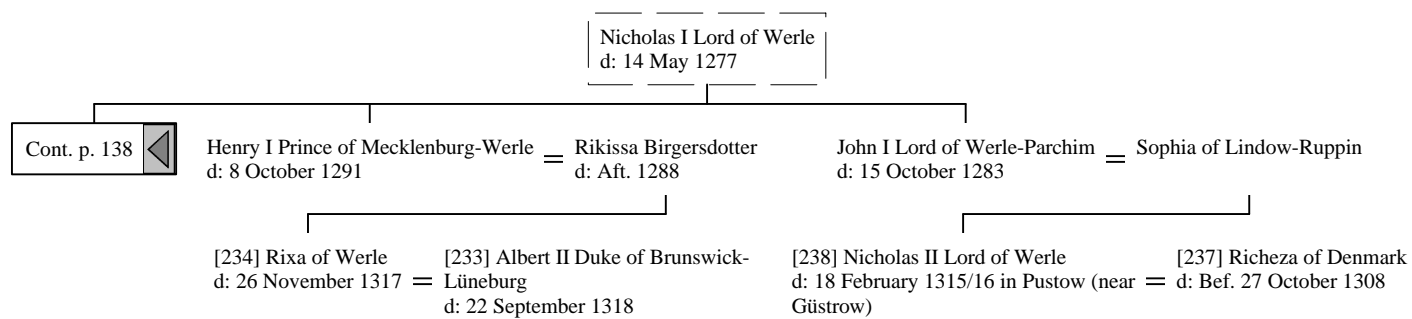 Nicholas I Lord of Werle
d: 14 May 1277
Cont. p. 138
Henry I Prince of Mecklenburg-Werle
d: 8 October 1291
=
Rikissa Birgersdotter
d: Aft. 1288
John I Lord of Werle-Parchim
d: 15 October 1283
=
Sophia of Lindow-Ruppin
[234] Rixa of Werle
d: 26 November 1317
=
[233] Albert II Duke of Brunswick-
Lüneburg
d: 22 September 1318
[238] Nicholas II Lord of Werle
d: 18 February 1315/16 in Pustow (near
Güstrow)
=
[237] Richeza of Denmark
d: Bef. 27 October 1308